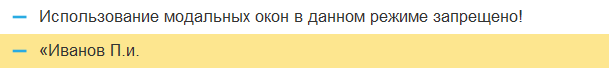 — Использование модальных окон в данном режиме запрещено!
— «Иванов П.и.